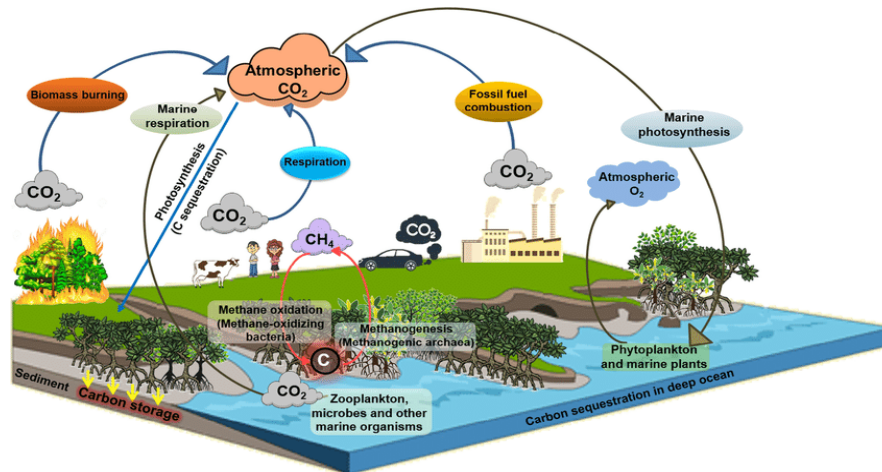 Atmospheric
CO₂
Biomass burning
Marine
respiration
Fossil fuel
combustion
Marine
photosynthesis
Photosynthesis
(C sequestration)
Respiration
CO₂
CO₂
CO₂
Atmospheric
O₂
CH₄
CO₂
Methane oxidation
(Methane-oxidizing
bacteria)
Methanogenesis
(Methanogenic archaea)
C
Phytoplankton
and marine plants
CO₂
Zooplankton,
microbes and other
marine organisms
Sediment
Carbon storage
Carbon sequestration in deep ocean